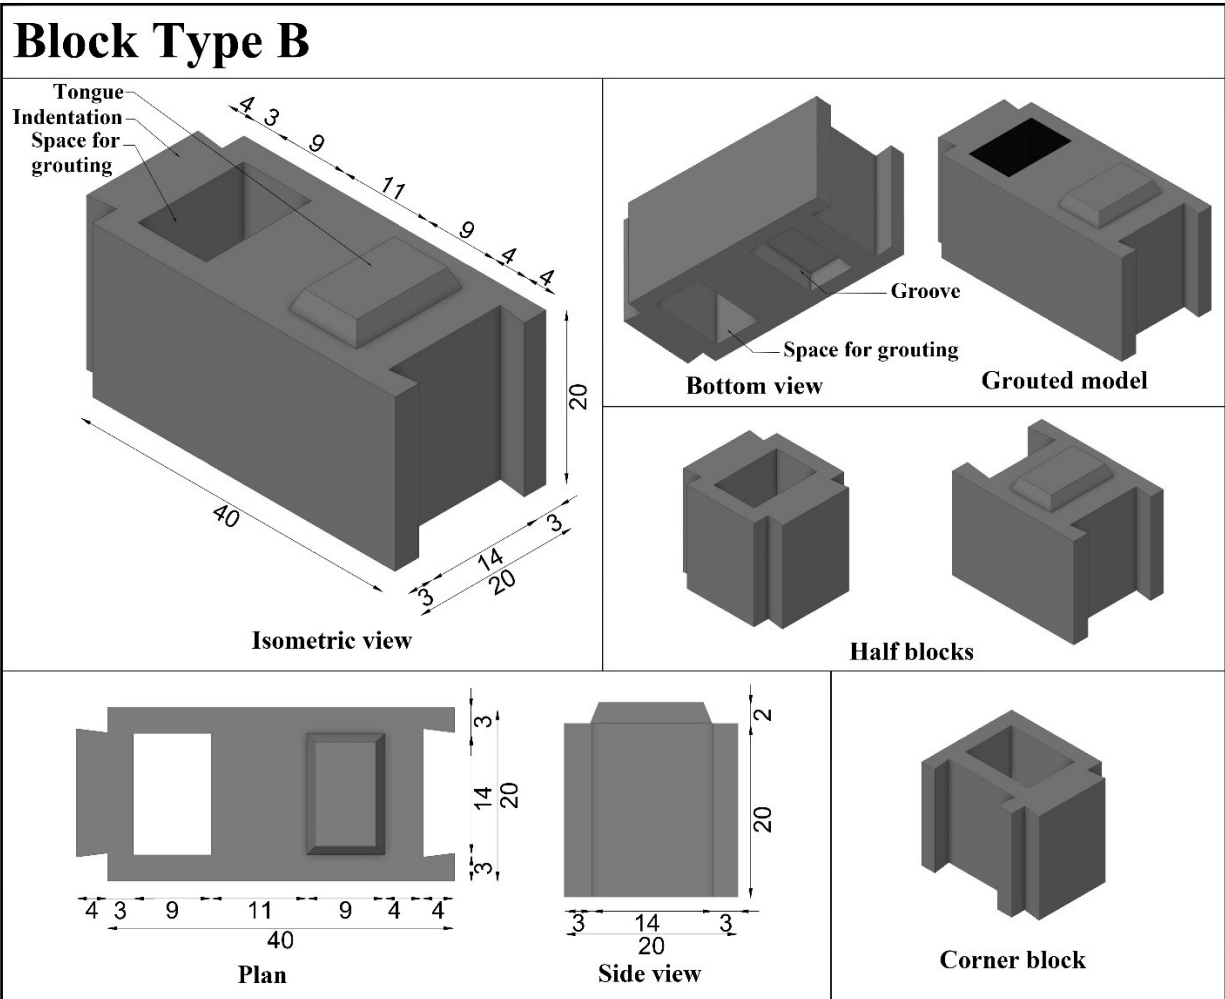 Block Type B
Tongue
Indentation
Space for
grouting
4 3 9 11 9 4 4
20
40
3 14 3
20
Isometric view
Groove
Space for grouting
Bottom view
Grouted model
Half blocks
3
14
20
3
4 3 9 11 9 4 4
40
Plan
2
20
3 14 3
20
Side view
Corner block